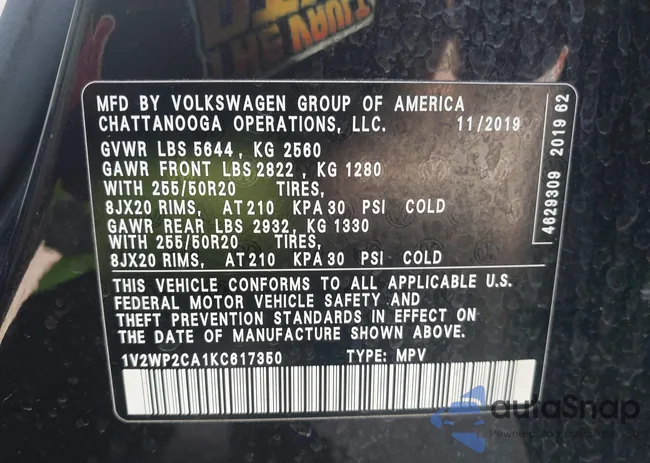 MFD BY VOLKSWAGEN GROUP OF AMERICA
CHATTANOOGA OPERATIONS, LLC. 11/2019
GVWR LBS 5644, KG 2560
GAWR FRONT LBS 2822, KG 1280
WITH 255/50R20 TIRES,
8JX20 RIMS, AT 210 KPA 30 PSI COLD
GAWR REAR LBS 2932, KG 1330
WITH 255/50R20 TIRES,
8JX20 RIMS, AT 210 KPA 30 PSI COLD
THIS VEHICLE CONFORMS TO ALL APPLICABLE U.S.
FEDERAL MOTOR VEHICLE SAFETY AND
THEFT PREVENTION STANDARDS IN EFFECT ON
THE DATE OF MANUFACTURE SHOWN ABOVE.
1V2WP2CA1KC617350 TYPE: MPV
4629309 2019 62
autoSnap